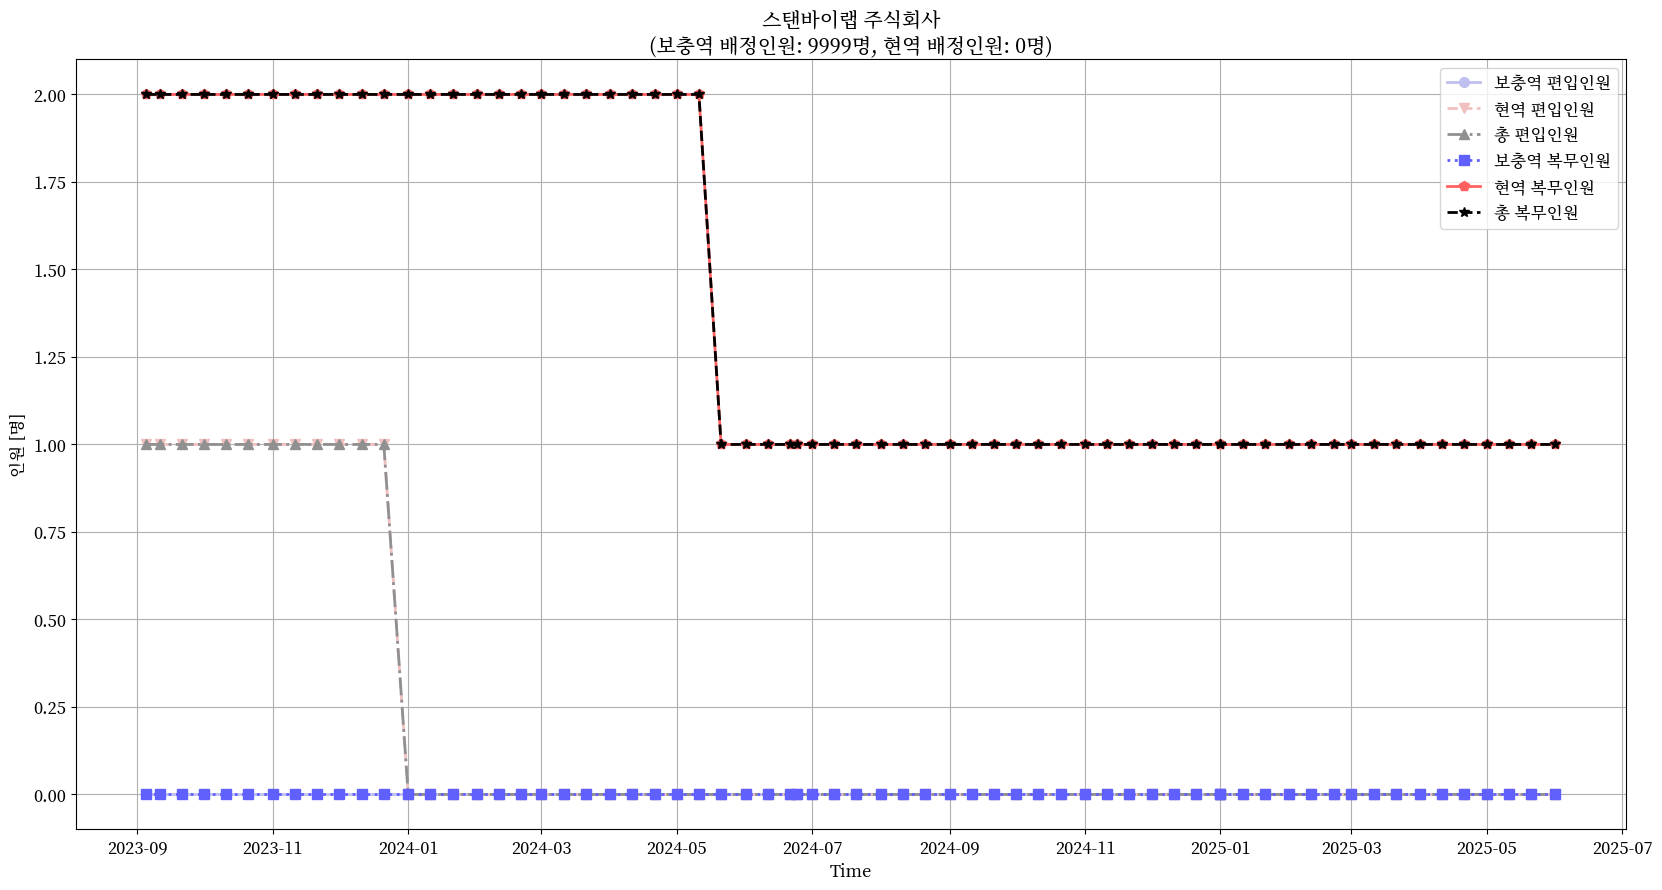 스탠바이랩 주식회사
(보충역 배정인원: 9999명, 현역 배정인원: 0명)
보충역 편입인원
현역 편입인원
총 편입인원
보충역 복무인원
현역 복무인원
총 복무인원
2.00
1.75
1.50
1.25
1.00
0.75
0.50
0.25
0.00
인원 [명]
2023-09
2023-11
2024-01
2024-03
2024-05
2024-07
2024-09
2024-11
2025-01
2025-03
2025-05
2025-07
Time